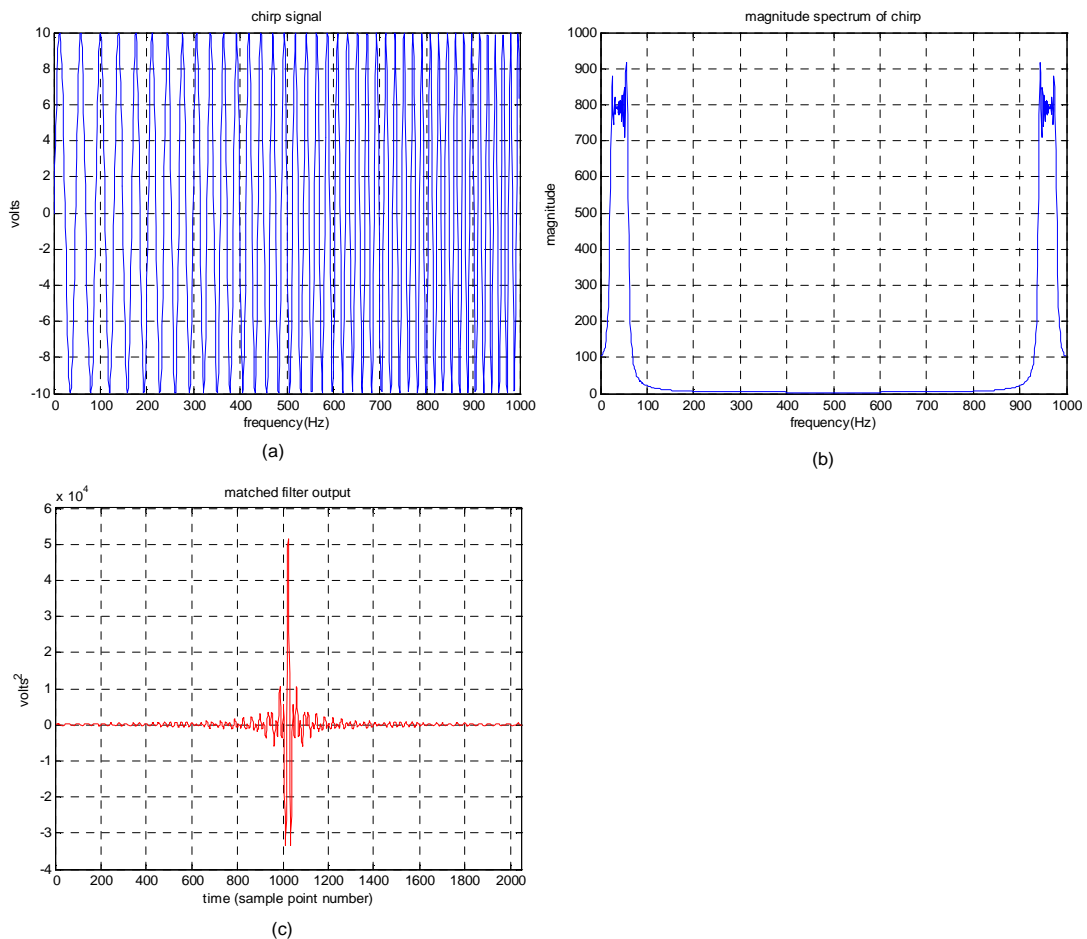 chirp signal
10
8
6
4
2
0
-2
-4
-6
-8
-10
volts
0 100 200 300 400 500 600 700 800 900 1000
frequency(Hz)
(a)
magnitude spectrum of chirp
1000
900
800
700
600
500
400
300
200
100
0
magnitude
0 100 200 300 400 500 600 700 800 900 1000
frequency(Hz)
(b)
x 10^4
matched filter output
6
5
4
3
2
1
0
-1
-2
-3
-4
volts^2
0 200 400 600 800 1000 1200 1400 1600 1800 2000
time (sample point number)
(c)